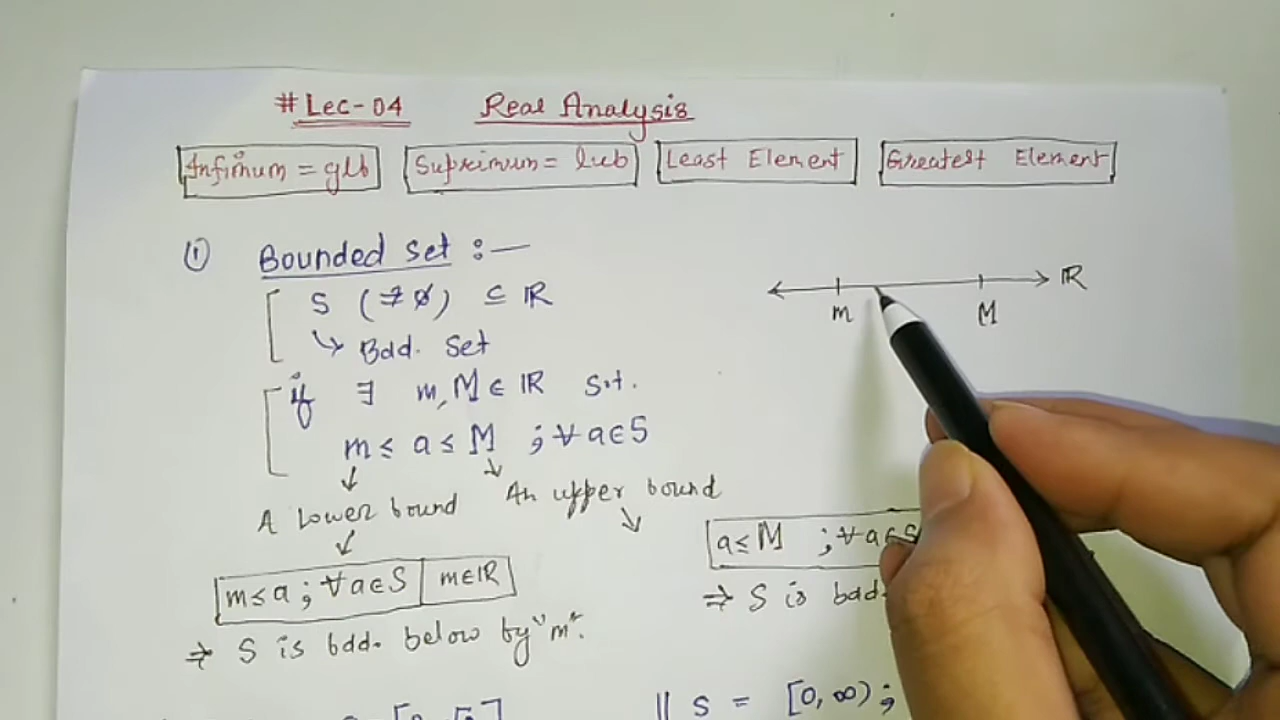 # Lec-04 Real Analysis
Infimum = glb Supremum = lub Least Element Greatest Element
① Bounded set :—
S (≠ ∅) ⊆ ℝ
↳ Bdd. Set
if ∃ m, M ∈ ℝ s.t.
m ≤ a ≤ M ; ∀ a ∈ S
m M ℝ
A lower bound An upper bound
m ≤ a ; ∀ a ∈ S m ∈ ℝ
⇒ S is bdd. below by "m".
a ≤ M ; ∀ a ∈ S
⇒ S is bdd.
|| S = [0, ∞) ;